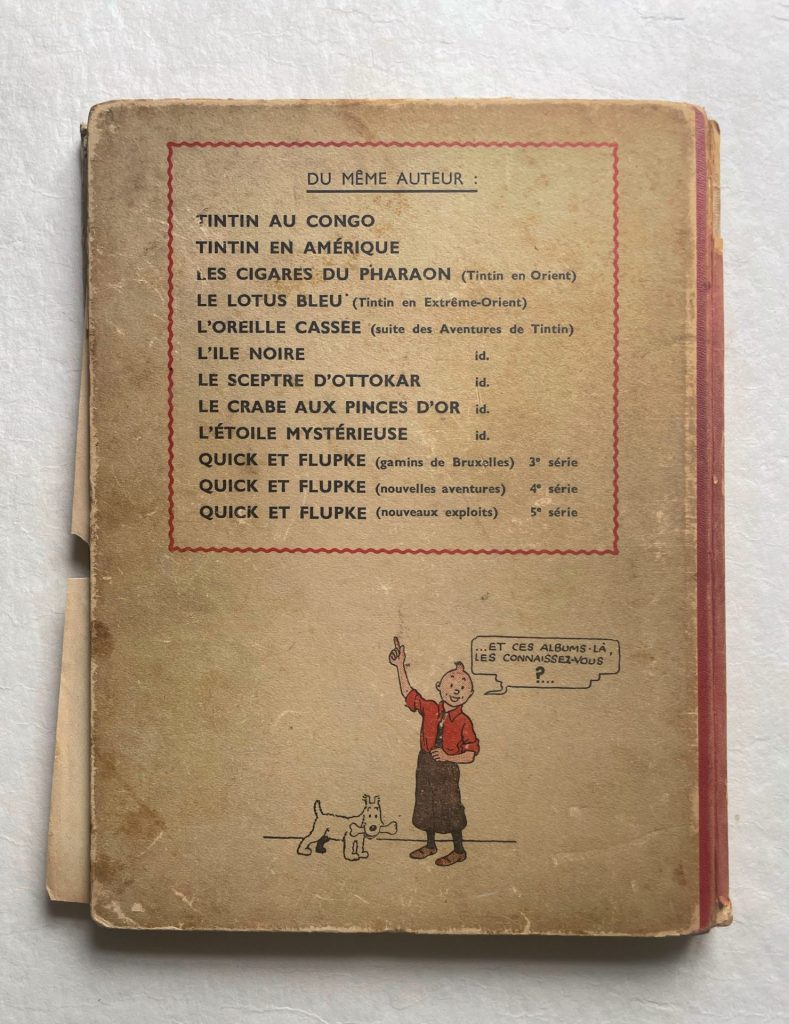 DU MÊME AUTEUR :
TINTIN AU CONGO
TINTIN EN AMÉRIQUE
LES CIGARES DU PHARAON (Tintin en Orient)
LE LOTUS BLEU (Tintin en Extrême-Orient)
L'OREILLE CASSÉE (suite des Aventures de Tintin)
L'ILE NOIRE id.
LE SCEPTRE D'OTTOKAR id.
LE CRABE AUX PINCES D'OR id.
L'ÉTOILE MYSTÉRIEUSE id.
QUICK ET FLUPKE (gamins de Bruxelles) 3e série
QUICK ET FLUPKE (nouvelles aventures) 4e série
QUICK ET FLUPKE (nouveaux exploits) 5e série
...ET CES ALBUMS-LÀ,
LES CONNAISSEZ-VOUS
?...